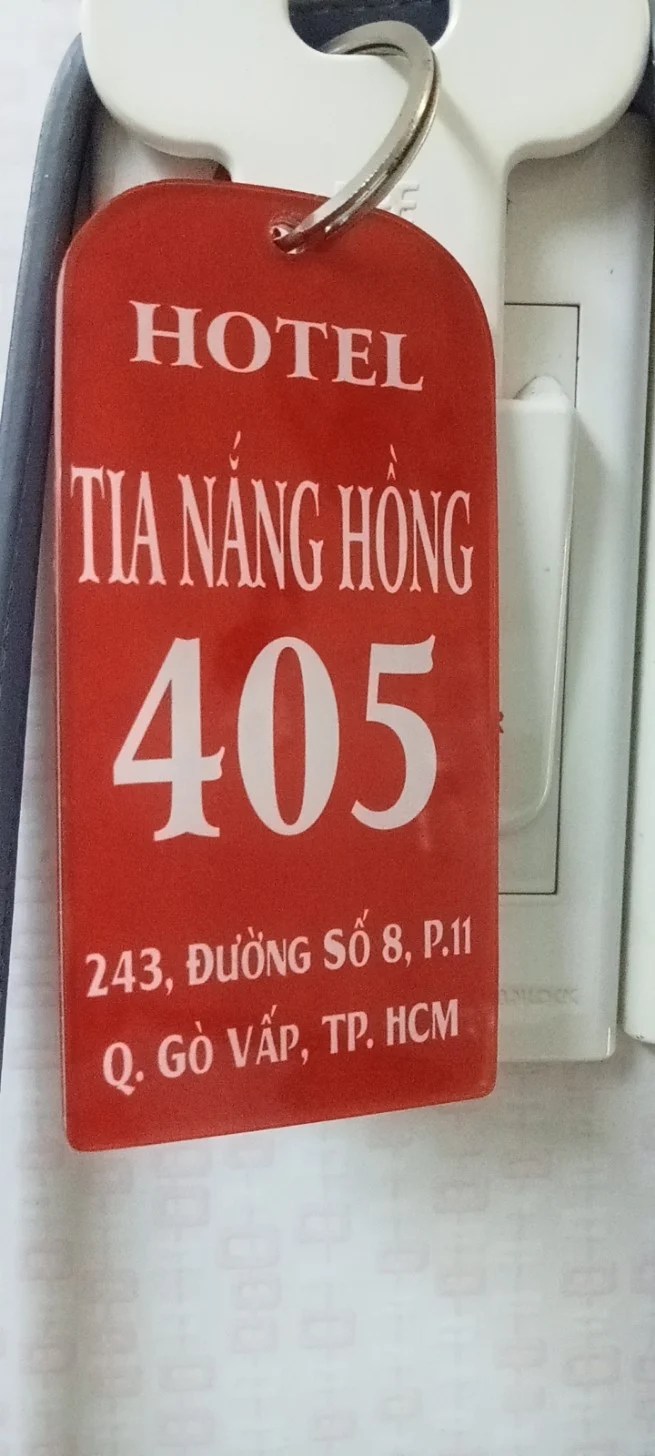 HOTEL
TIA NẮNG HỒNG
405
243, ĐƯỜNG SỐ 8, P.11
Q. GÒ VẤP, TP. HCM